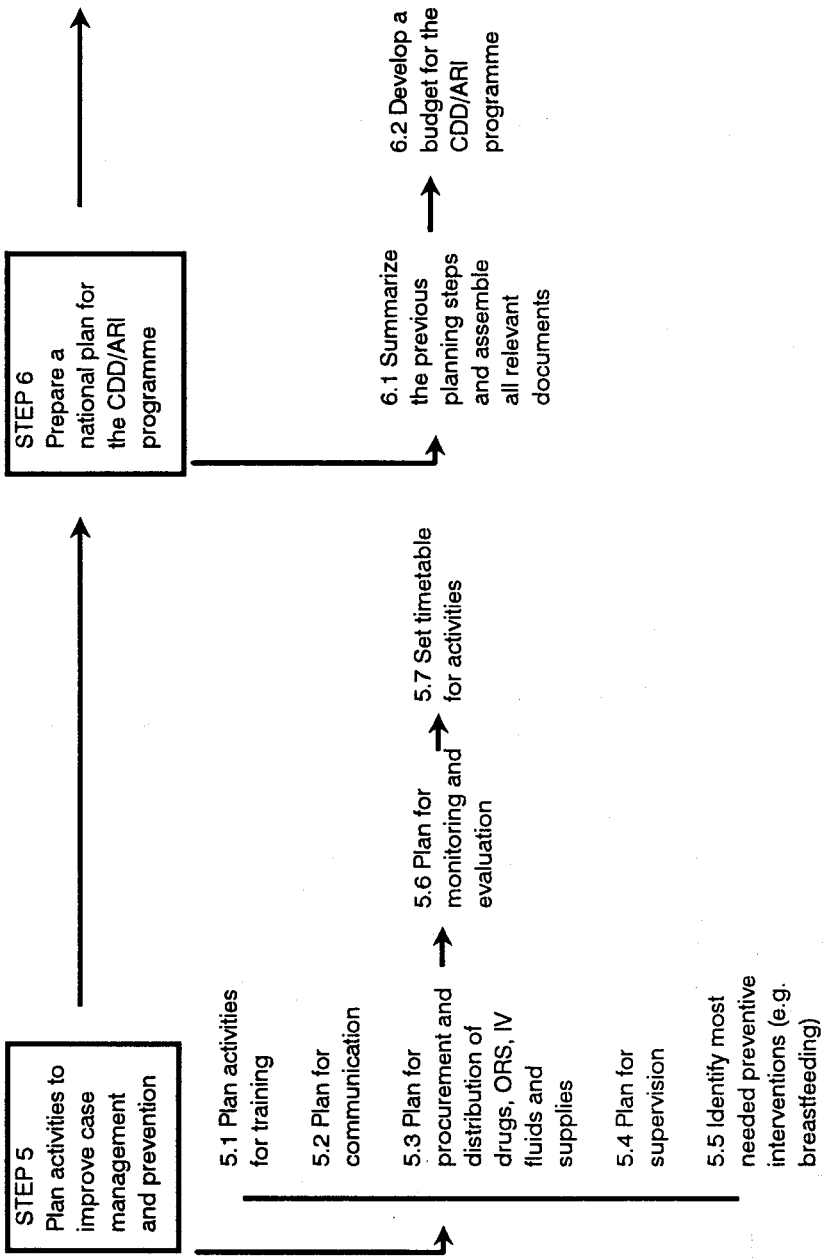 STEP 5
Plan activities to
improve case
management
and prevention
5.1 Plan activities
for training
5.2 Plan for
communication
5.3 Plan for
procurement and
distribution of
drugs, ORS, IV
fluids and
supplies
5.4 Plan for
supervision
5.5 Identify most
needed preventive
interventions (e.g.
breastfeeding)
5.6 Plan for
monitoring and
evaluation
5.7 Set timetable
for activities
STEP 6
Prepare a
national plan for
the CDD/ARI
programme
6.1 Summarize
the previous
planning steps
and assemble
all relevant
documents
6.2 Develop a
budget for the
CDD/ARI
programme